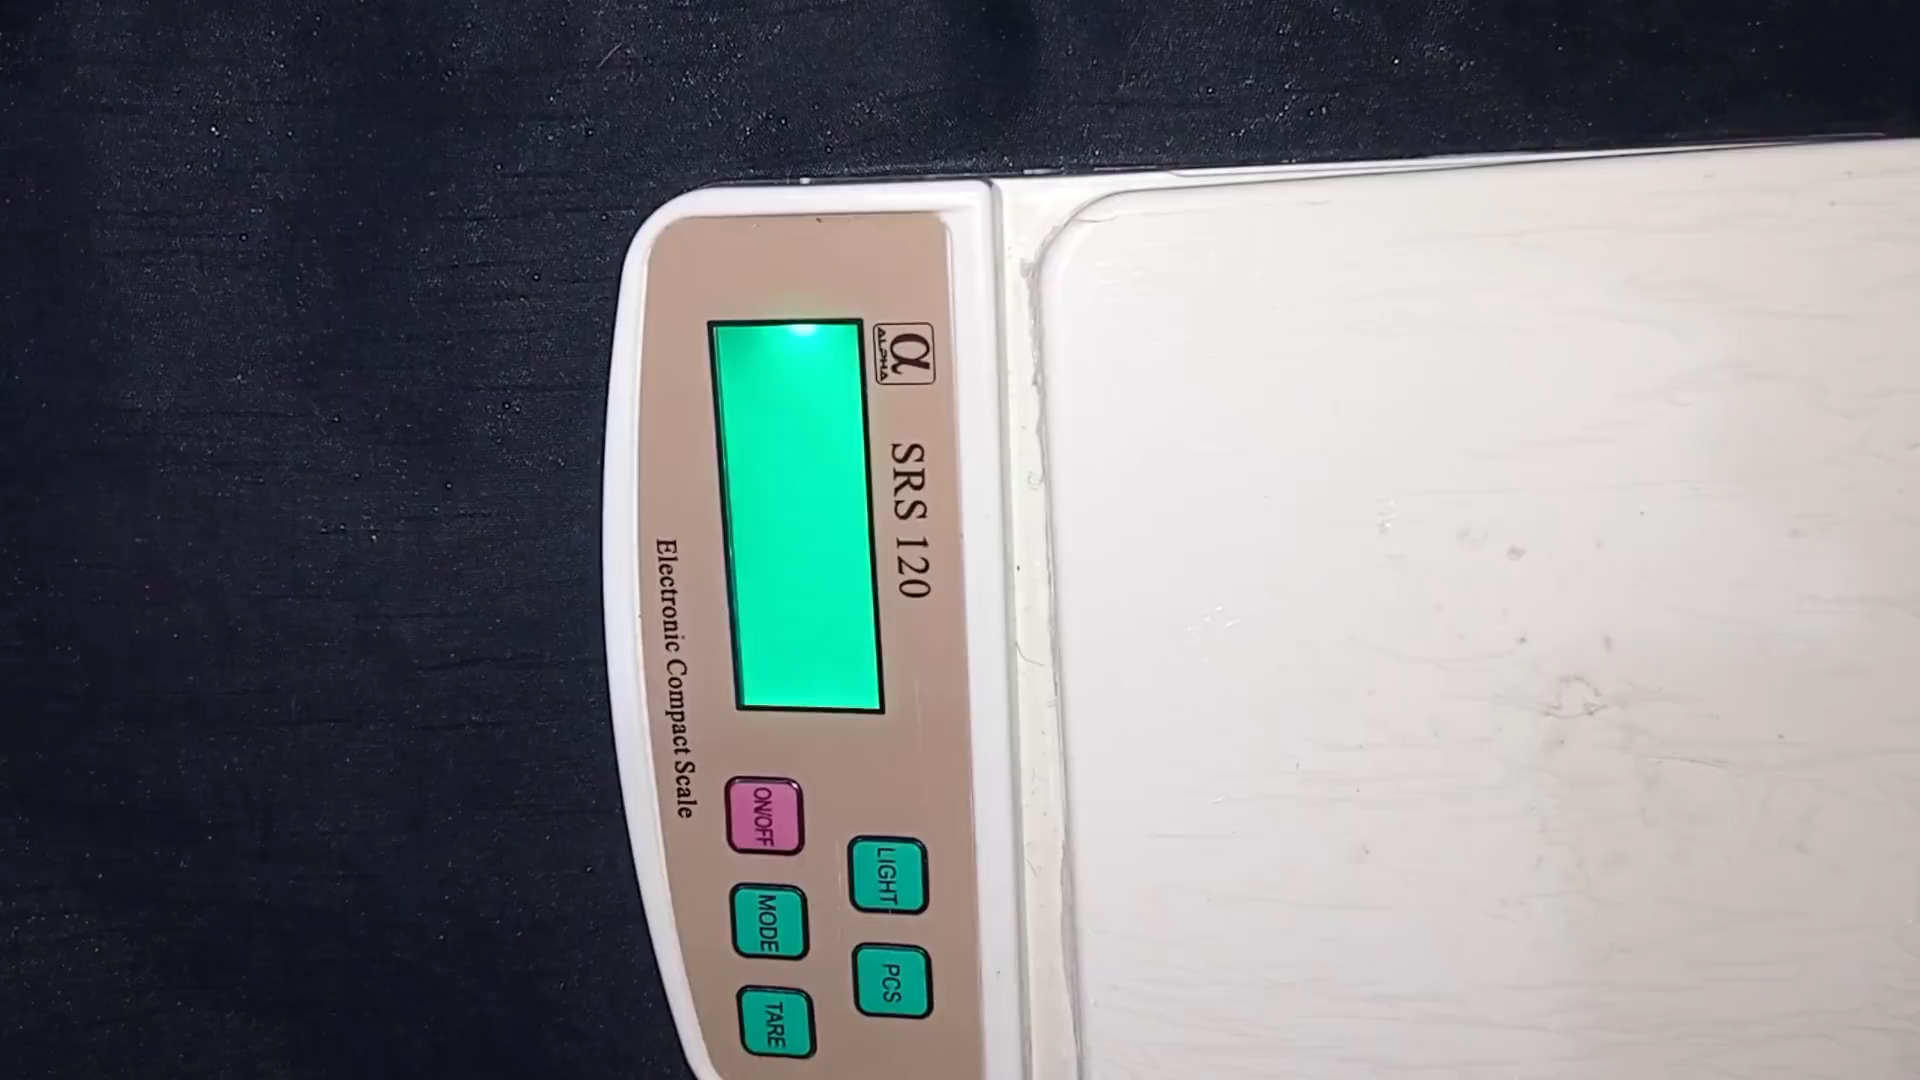 α
ALPHA
SRS 120
Electronic Compact Scale
LIGHT
PCS
ON/OFF
MODE
TARE